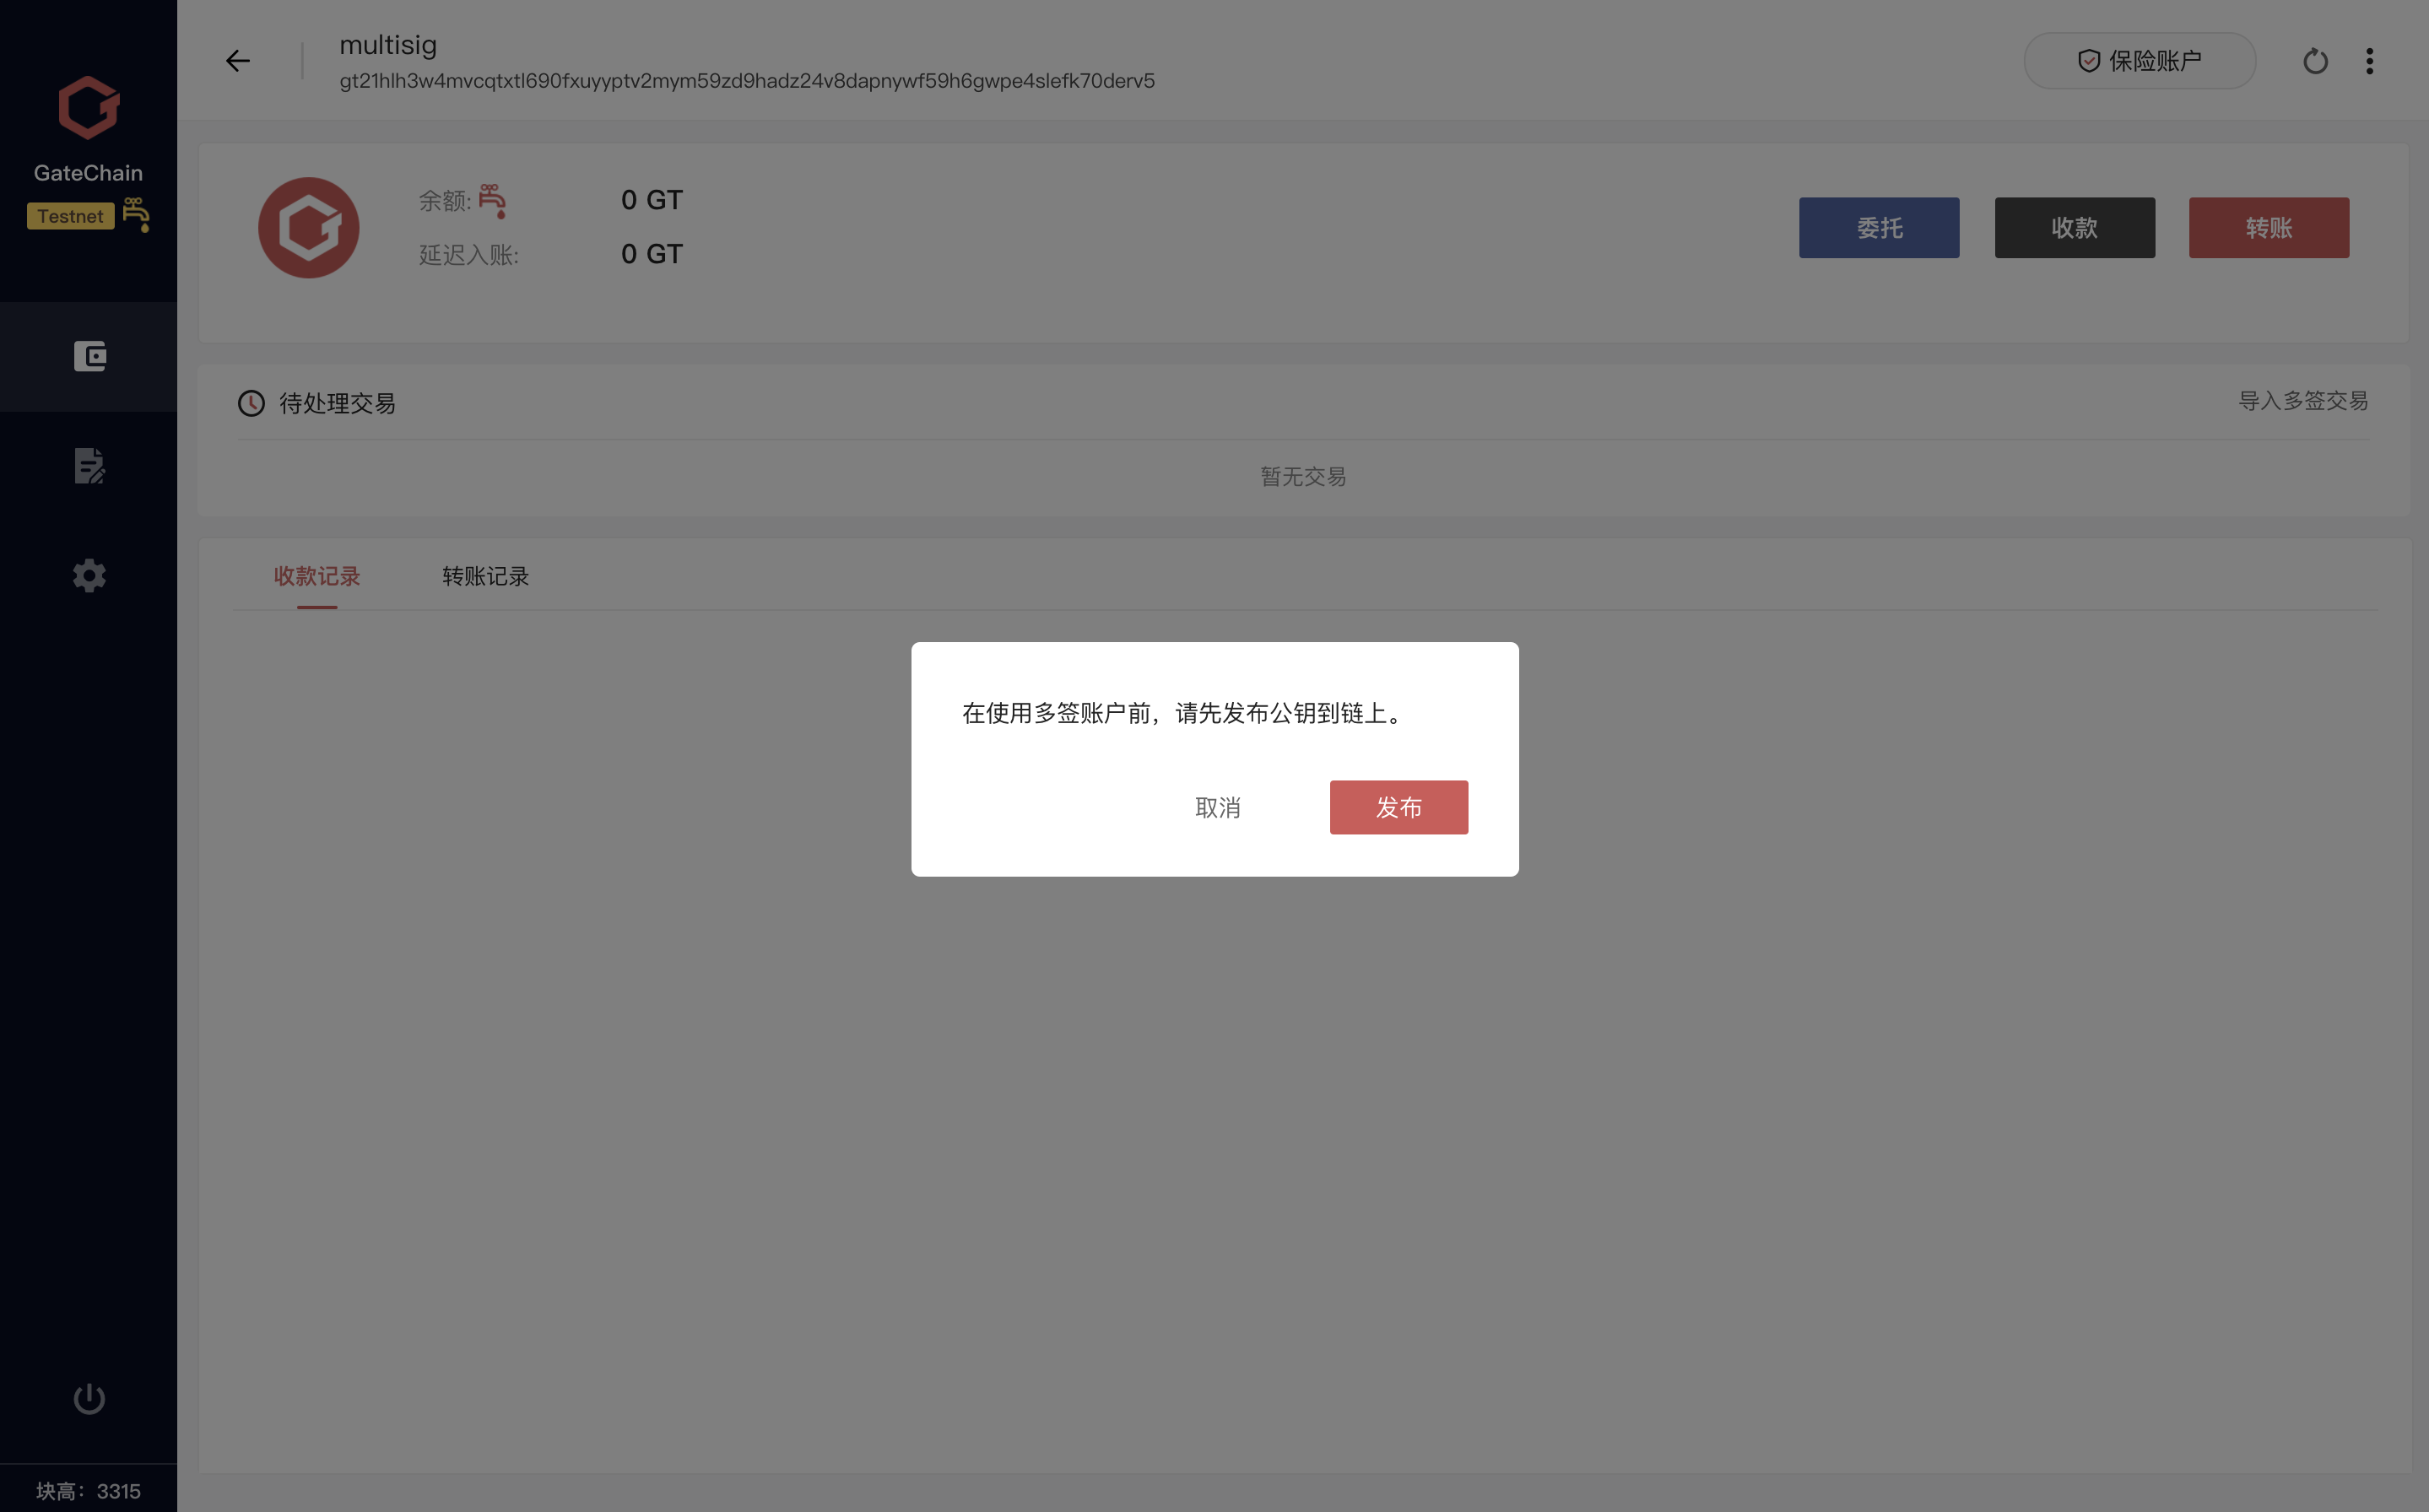 GateChain
Testnet
块高：3315
multisig
gt21hlh3w4mvcqtxtl690fxuyyptv2mym59zd9hadz24v8dapnywf59h6gwpe4slefk70derv5
保险账户
余额: 0 GT
延迟入账: 0 GT
委托
收款
转账
待处理交易
导入多签交易
暂无交易
收款记录
转账记录
在使用多签账户前，请先发布公钥到链上。
取消
发布